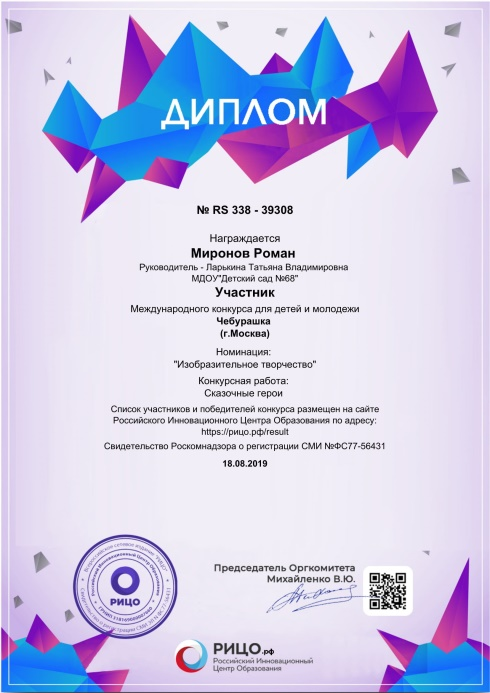 ДИПЛОМ
№ RS 338 - 39308
Награждается
Миронов Роман
Руководитель - Ларькина Татьяна Владимировна
МДОУ"Детский сад №68"
Участник
Международного конкурса для детей и молодежи
Чебурашка
(г.Москва)
Номинация:
"Изобразительное творчество"
Конкурсная работа:
Сказочные герои
Список участников и победителей конкурса размещен на сайте
Российского Инновационного Центра Образования по адресу:
https://рицо.рф/result
Свидетельство Роскомнадзора о регистрации СМИ №ФС77-56431
18.08.2019
Председатель Оргкомитета
Михайленко В.Ю.
РИЦО
РИЦО.рф
Российский Инновационный
Центр Образования